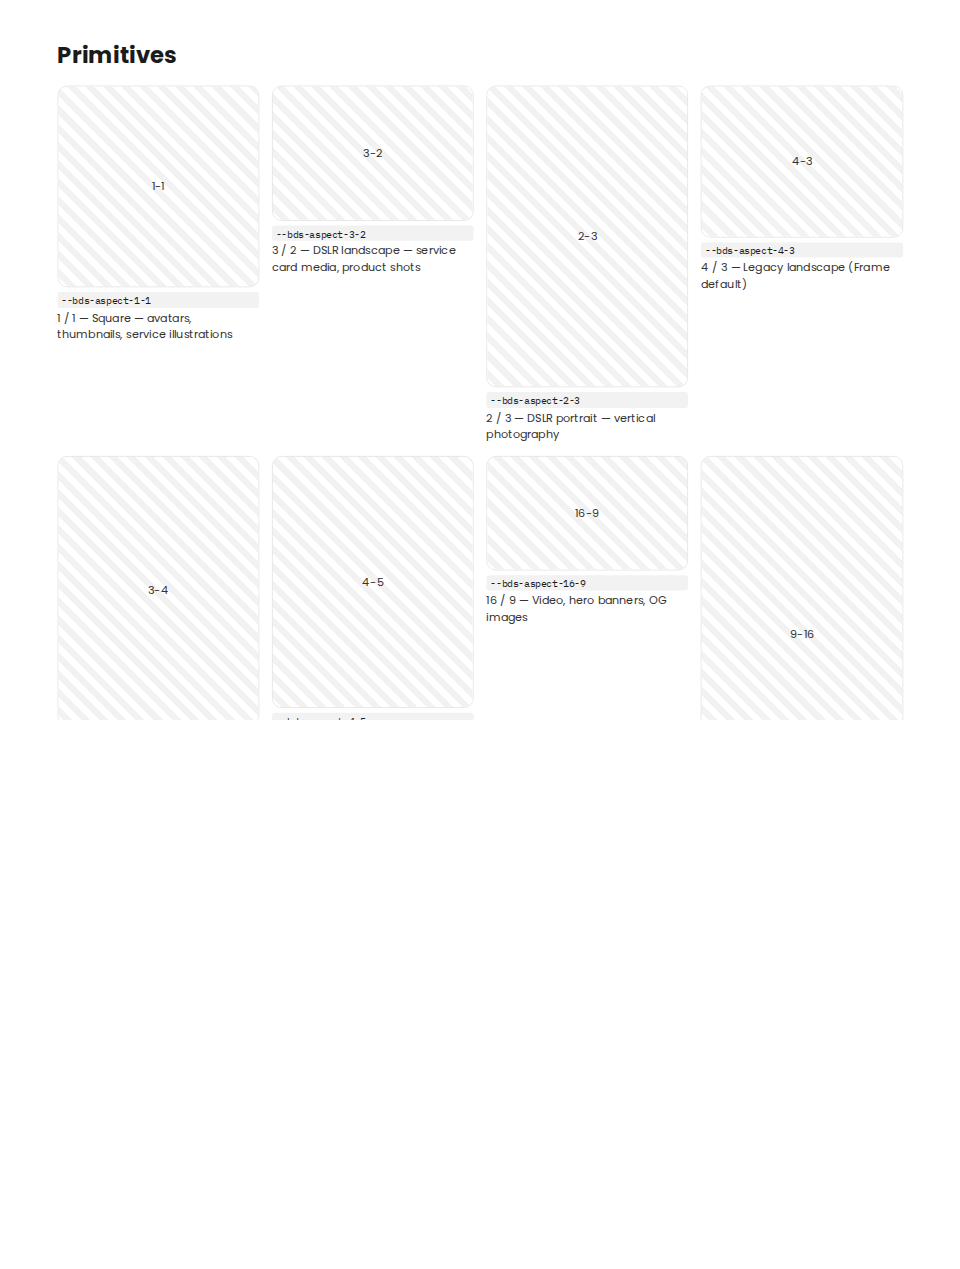 Primitives
1-1
--bds-aspect-1-1
1 / 1 — Square — avatars,
thumbnails, service illustrations
3-2
--bds-aspect-3-2
3 / 2 — DSLR landscape — service
card media, product shots
2-3
--bds-aspect-2-3
2 / 3 — DSLR portrait — vertical
photography
4-3
--bds-aspect-4-3
4 / 3 — Legacy landscape (Frame
default)
3-4
4-5
16-9
--bds-aspect-16-9
16 / 9 — Video, hero banners, OG
images
9-16